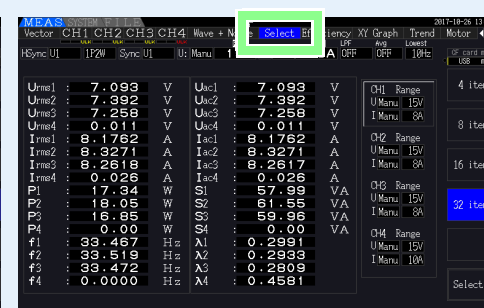 MEAS SYSTEM FILE 2017-10-26 13
Vector CH1 CH2 CH3 CH4 Wave + Select Efficiency XY Graph Trend Motor
LPF Avg Lowest
HSync U1 1P2W Sync U1 U: Manu A OFF OFF 10Hz CF card
USB
Urms1 : 7.093 V Uac1 : 7.093 V
Urms2 : 7.392 V Uac2 : 7.392 V
Urms3 : 7.258 V Uac3 : 7.258 V
Urms4 : 0.011 V Uac4 : 0.011 V
Irms1 : 8.1762 A Iac1 : 8.1762 A
Irms2 : 8.3271 A Iac2 : 8.3271 A
Irms3 : 8.2618 A Iac3 : 8.2617 A
Irms4 : 0.026 A Iac4 : 0.026 A
P1 : 17.34 W S1 : 57.99 VA
P2 : 18.05 W S2 : 61.55 VA
P3 : 16.85 W S3 : 59.96 VA
P4 : 0.00 W S4 : 0.00 VA
f1 : 33.467 Hz λ1 : 0.2991
f2 : 33.519 Hz λ2 : 0.2933
f3 : 33.472 Hz λ3 : 0.2809
f4 : 0.0000 Hz λ4 : 0.4581
CH1 Range
U Manu 15V
I Manu 8A
CH2 Range
U Manu 15V
I Manu 8A
CH3 Range
U Manu 15V
I Manu 8A
CH4 Range
U Manu 15V
I Manu 10A
4 ite
8 ite
16 ite
32 ite
Select